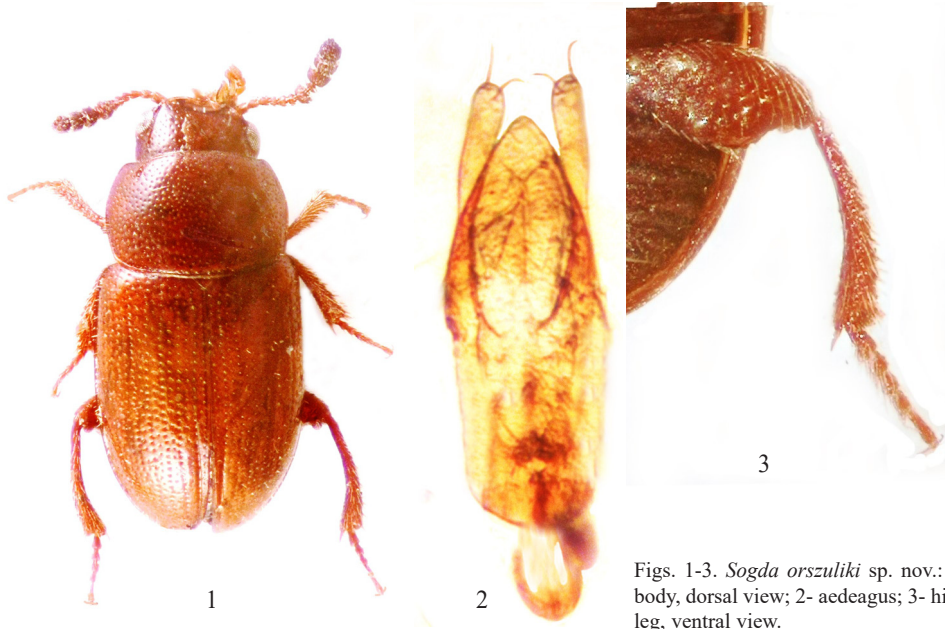 1
2
3
Figs. 1-3. Sogda orszuliki sp. nov.:
body, dorsal view; 2- aedeagus; 3- hi
leg, ventral view.